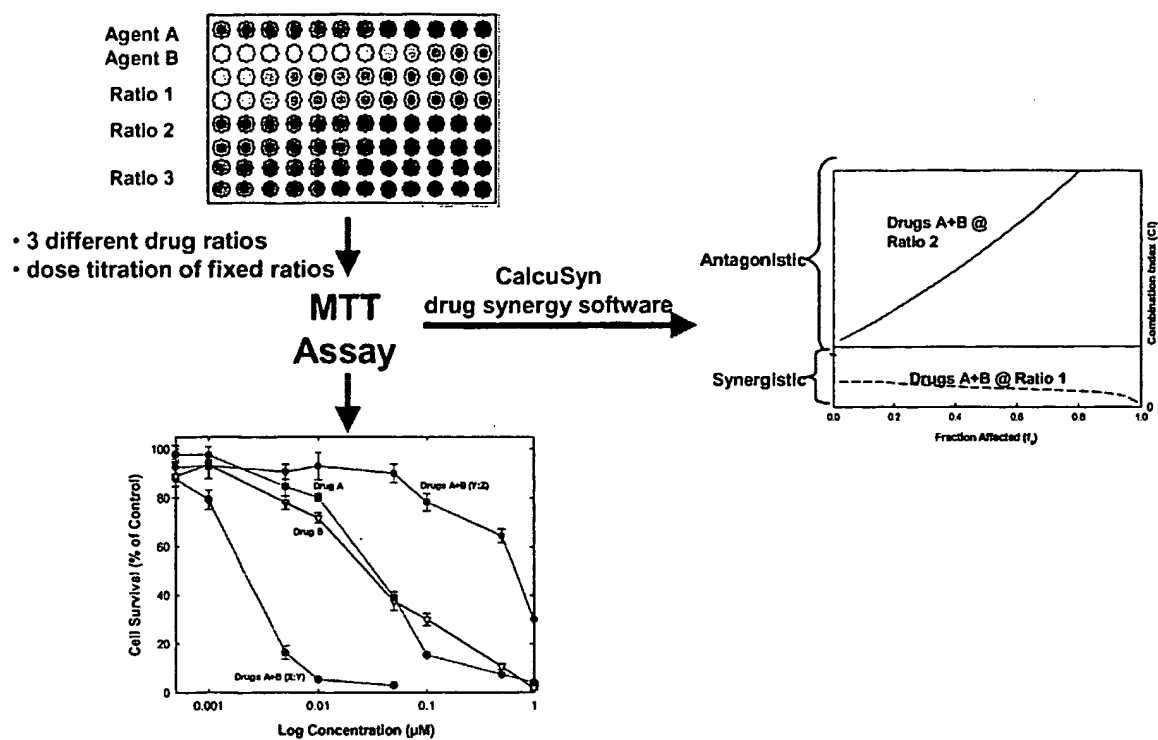 Agent A
Agent B
Ratio 1
Ratio 2
Ratio 3
• 3 different drug ratios
• dose titration of fixed ratios
MTT
Assay
CalcuSyn
drug synergy software
Antagonistic
Synergistic
Drugs A+B @
Ratio 2
Drugs A+B @ Ratio 1
Combination Index (CI)
0
0.0 0.2 0.4 0.6 0.8 1.0
Fraction Affected (fa)
Cell Survival (% of Control)
100
80
60
40
20
0
Drug A
Drugs A+B (Y:Z)
Drug B
Drugs A+B (X:Y)
0.001 0.01 0.1 1
Log Concentration (µM)